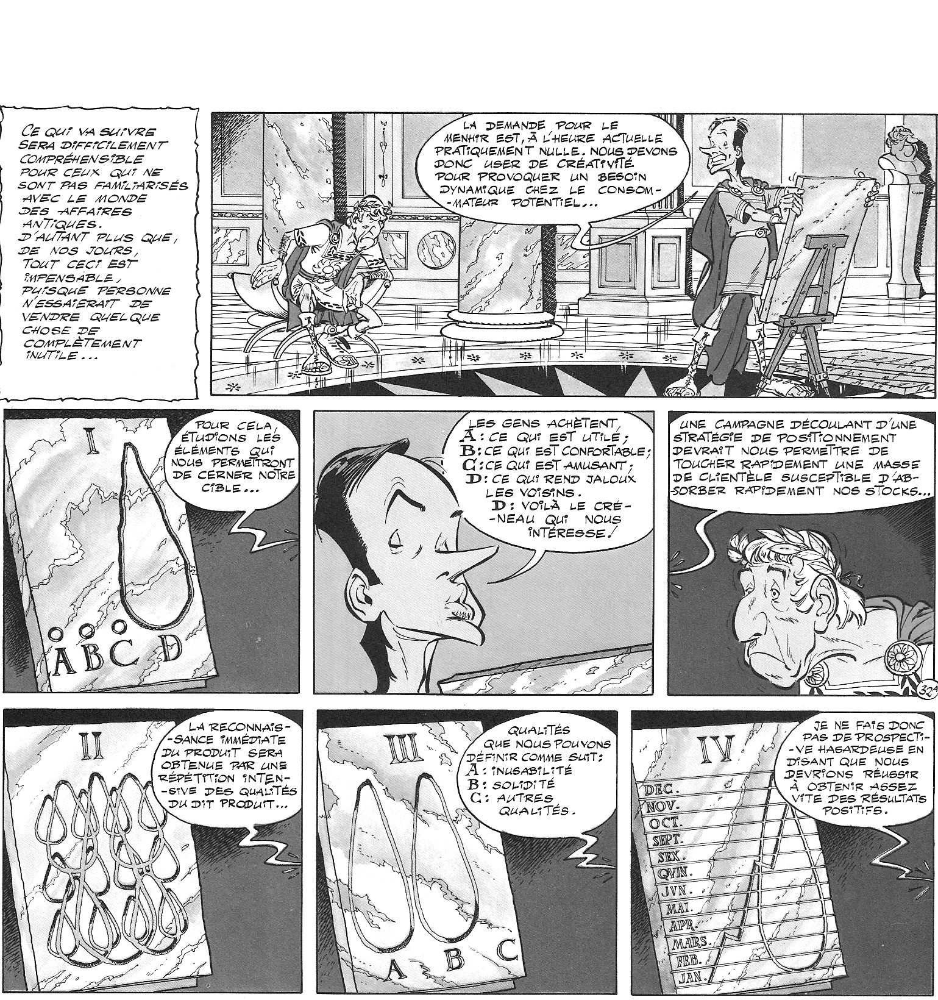 CE QUI VA SUIVRE
SERA DIFFICILEMENT
COMPRÉHENSIBLE
POUR CEUX QUI NE
SONT PAS FAMILIARISÉS
AVEC LE MONDE
DES AFFAIRES
ANTIQUES.
D'AUTANT PLUS QUE,
DE NOS JOURS,
TOUT CECI EST
IMPENSABLE,
PUISQUE PERSONNE
N'ESSAIERAIT DE
VENDRE QUELQUE
CHOSE DE
COMPLÈTEMENT
INUTILE...
LA DEMANDE POUR LE
MENHIR EST, À L'HEURE ACTUELLE
PRATIQUEMENT NULLE. NOUS DEVONS
DONC USER DE CRÉATIVITÉ
POUR PROVOQUER UN BESOIN
DYNAMIQUE CHEZ LE CONSOM-
-MATEUR POTENTIEL...
I
A B C D
POUR CELA,
ÉTUDIONS LES
ÉLÉMENTS QUI
NOUS PERMETTRONT
DE CERNER NOTRE
CIBLE...
LES GENS ACHÈTENT,
A: CE QUI EST UTILE;
B: CE QUI EST CONFORTABLE;
C: CE QUI EST AMUSANT;
D: CE QUI REND JALOUX
LES VOISINS.
D: VOILÀ LE CRÉ-
-NEAU QUI NOUS
INTÉRESSE!
UNE CAMPAGNE DÉCOULANT D'UNE
STRATÉGIE DE POSITIONNEMENT
DEVRAIT NOUS PERMETTRE DE
TOUCHER RAPIDEMENT UNE MASSE
DE CLIENTÈLE SUSCEPTIBLE D'AB-
-SORBER RAPIDEMENT NOS STOCKS...
32A
II
LA RECONNAIS-
-SANCE IMMÉDIATE
DU PRODUIT SERA
OBTENUE PAR UNE
RÉPÉTITION INTEN-
-SIVE DES QUALITÉS
DU DIT PRODUIT...
III
A B C
QUALITÉS
QUE NOUS POUVONS
DÉFINIR COMME SUIT:
A: INUSABILITÉ
B: SOLIDITÉ
C: AUTRES
QUALITÉS.
IV
DEC.
NOV.
OCT.
SEPT.
SEX.
QVIN.
JVN.
MAI.
APR.
MARS.
FEB.
JAN.
JE NE FAIS DONC
PAS DE PROSPECTI-
-VE HASARDEUSE EN
DISANT QUE NOUS
DEVRIONS RÉUSSIR
À OBTENIR ASSEZ
VITE DES RÉSULTATS
POSITIFS.